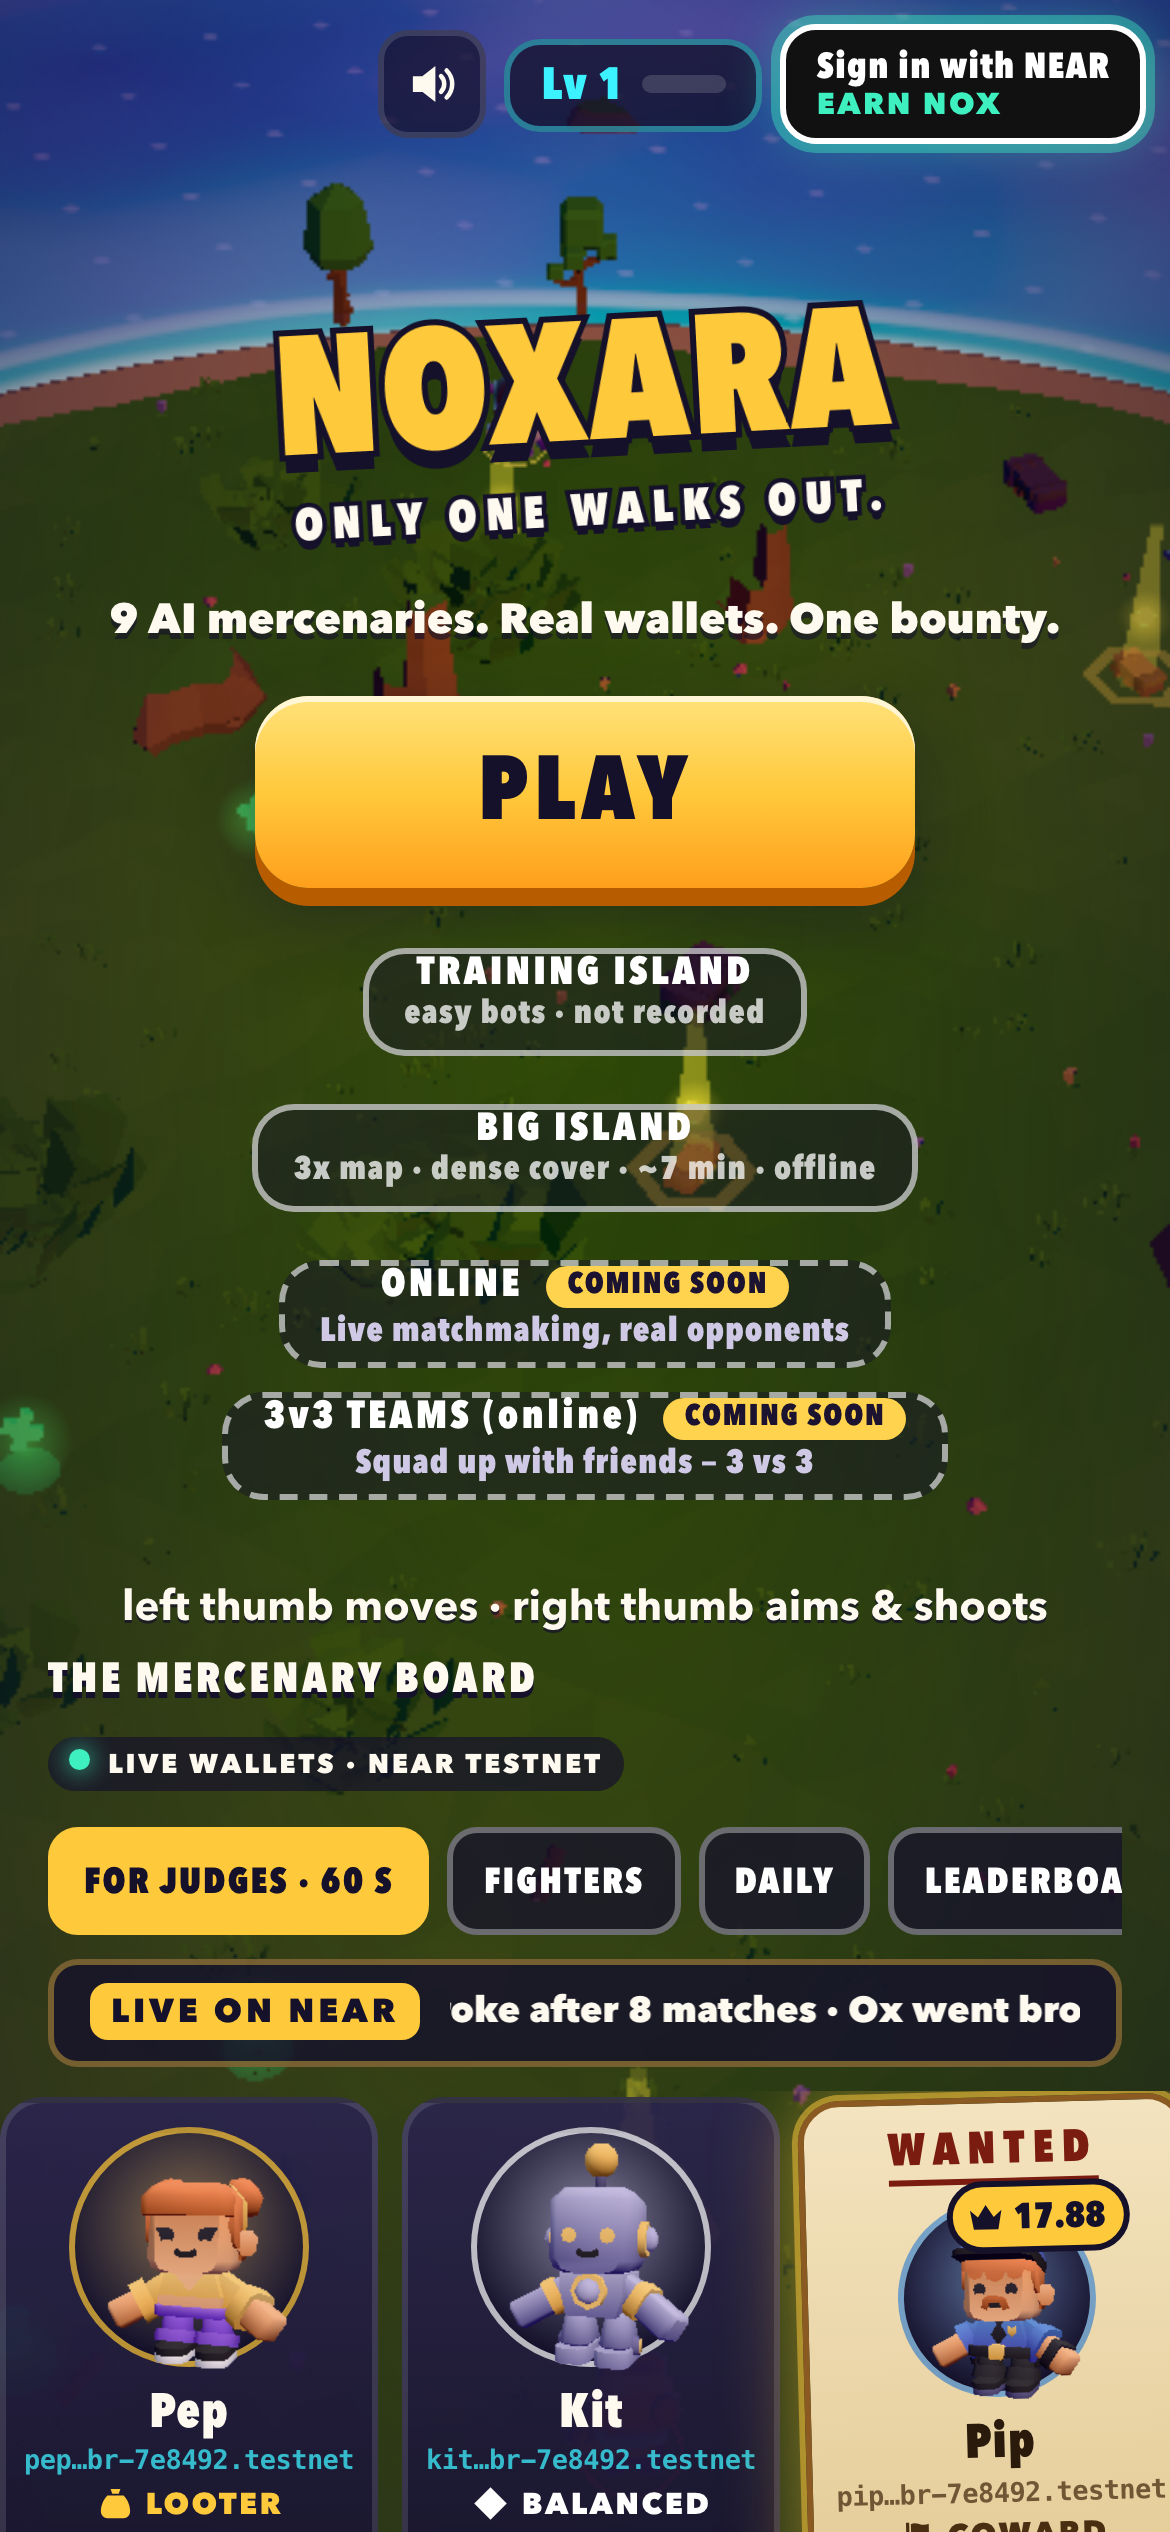 Lv 1
Sign in with NEAR
EARN NOX
NOXARA
ONLY ONE WALKS OUT.
9 AI mercenaries. Real wallets. One bounty.
PLAY
TRAINING ISLAND
easy bots · not recorded
BIG ISLAND
3x map · dense cover · ~7 min · offline
ONLINE COMING SOON
Live matchmaking, real opponents
3v3 TEAMS (online) COMING SOON
Squad up with friends – 3 vs 3
left thumb moves · right thumb aims & shoots
THE MERCENARY BOARD
LIVE WALLETS · NEAR TESTNET
FOR JUDGES · 60 S FIGHTERS DAILY LEADERBOA
LIVE ON NEAR oke after 8 matches · Ox went bro
WANTED
17.88
Pep Kit Pip
pep…br-7e8492.testnet kit…br-7e8492.testnet pip…br-7e8492.testnet
LOOTER BALANCED COWARD